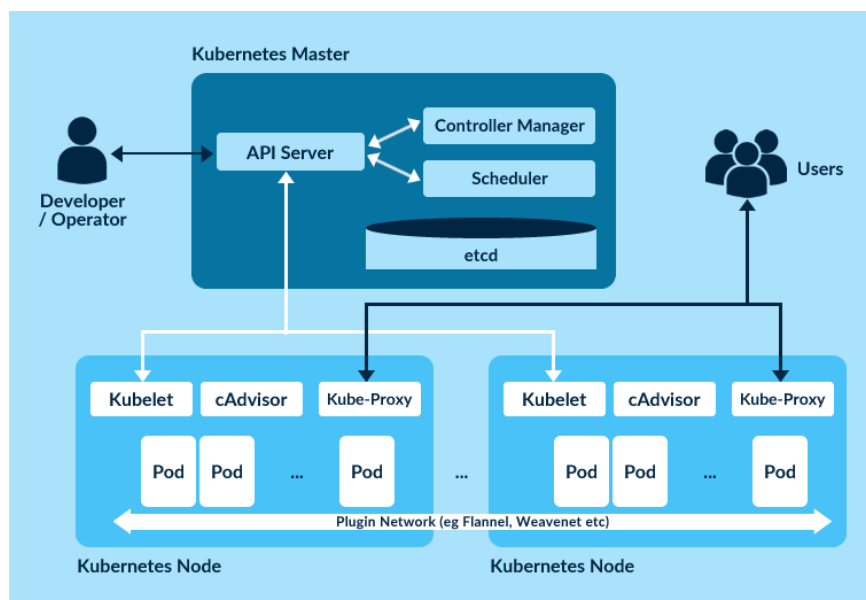 Kubernetes Master
API Server
Controller Manager
Scheduler
etcd
Developer
/ Operator
Users
Kubelet
cAdvisor
Kube-Proxy
Pod
Pod
...
Pod
...
Kubelet
cAdvisor
Kube-Proxy
Pod
Pod
...
Pod
Plugin Network (eg Flannel, Weavenet etc)
Kubernetes Node
Kubernetes Node